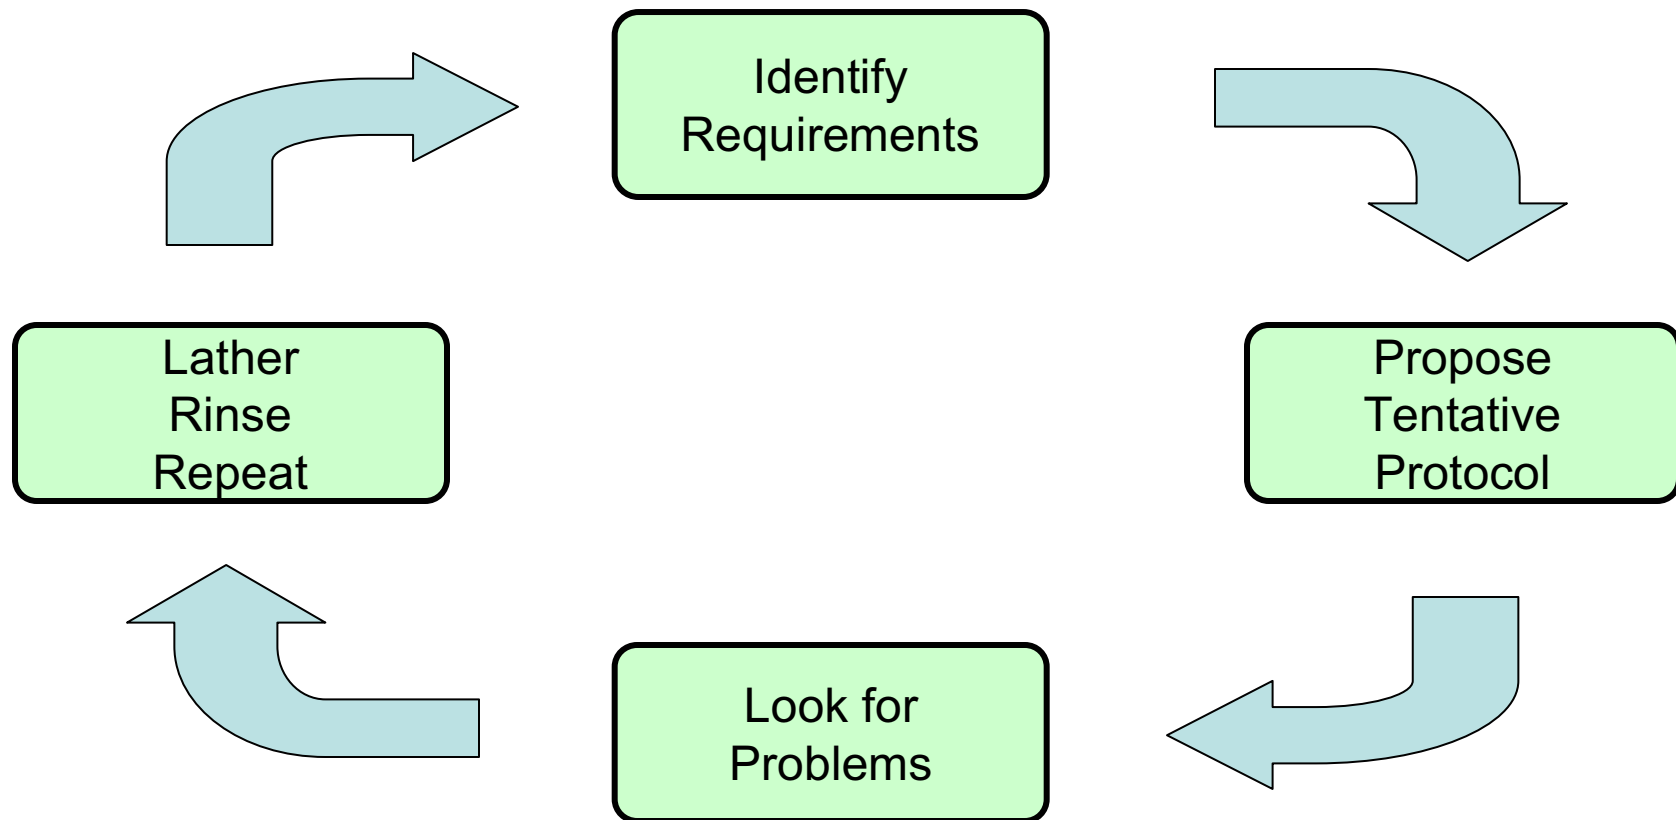 Identify
Requirements
Propose
Tentative
Protocol
Look for
Problems
Lather
Rinse
Repeat